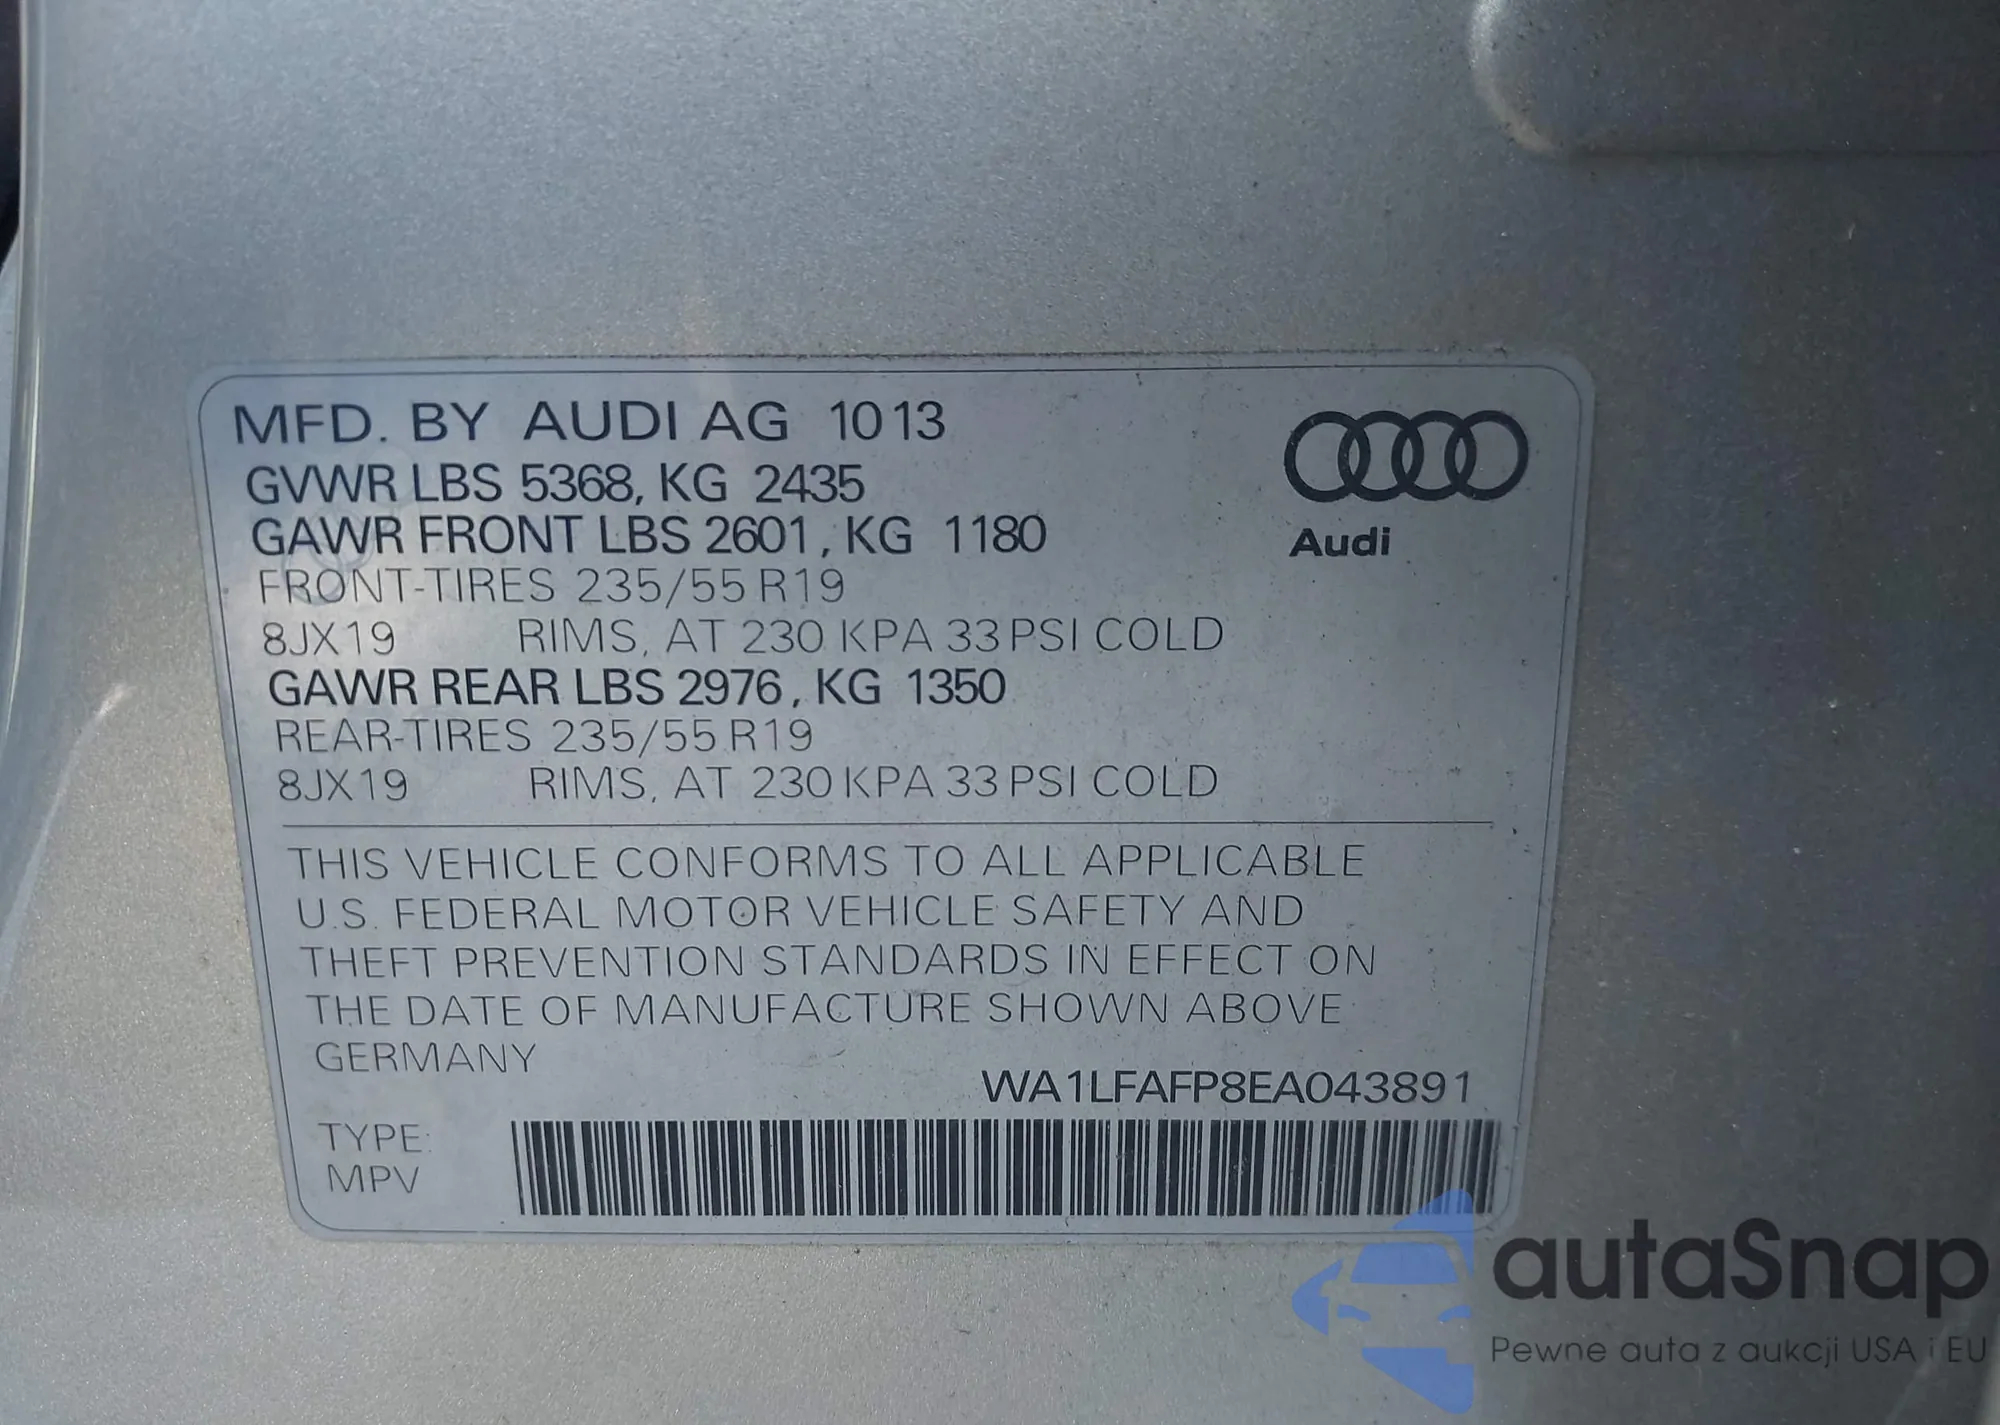 MFD. BY AUDI AG 10 13
GVWR LBS 5368, KG 2435
GAWR FRONT LBS 2601, KG 1180
FRONT-TIRES 235/55 R19
8JX19 RIMS, AT 230 KPA 33 PSI COLD
GAWR REAR LBS 2976, KG 1350
REAR-TIRES 235/55 R19
8JX19 RIMS, AT 230 KPA 33 PSI COLD
Audi
THIS VEHICLE CONFORMS TO ALL APPLICABLE
U.S. FEDERAL MOTOR VEHICLE SAFETY AND
THEFT PREVENTION STANDARDS IN EFFECT ON
THE DATE OF MANUFACTURE SHOWN ABOVE
GERMANY
WA1LFAFP8EA043891
TYPE:
MPV
autaSnap
Pewne auta z aukcji USA i EU